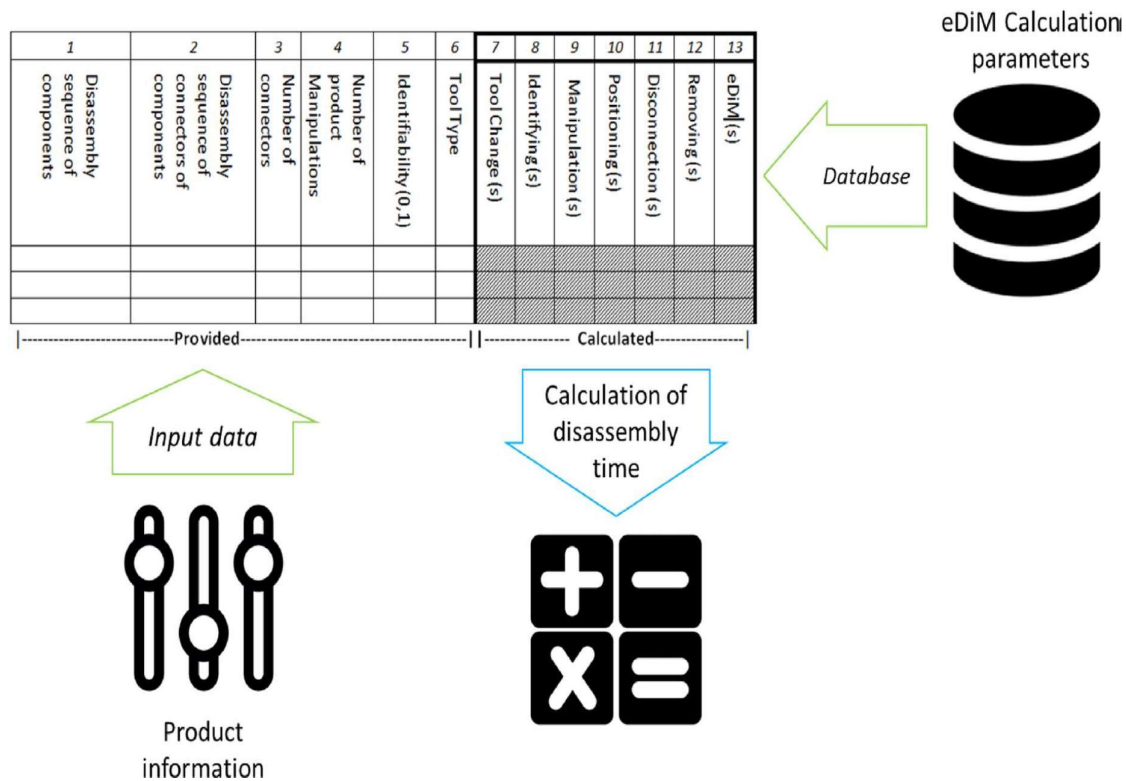 eDiM Calculation
parameters
1 2 3 4 5 6 7 8 9 10 11 12 13
Disassembly
sequence of
components
Disassembly
sequence of
connectors of
components
Number of
connectors
Number of
product
Manipulations
Identifiability (0,1)
Tool Type
Tool Change (s)
Identifying (s)
Manipulation (s)
Positioning (s)
Disconnection (s)
Removing (s)
eDiM (s)
Database
Provided
Calculated
Input data
Calculation of
disassembly
time
Product
information